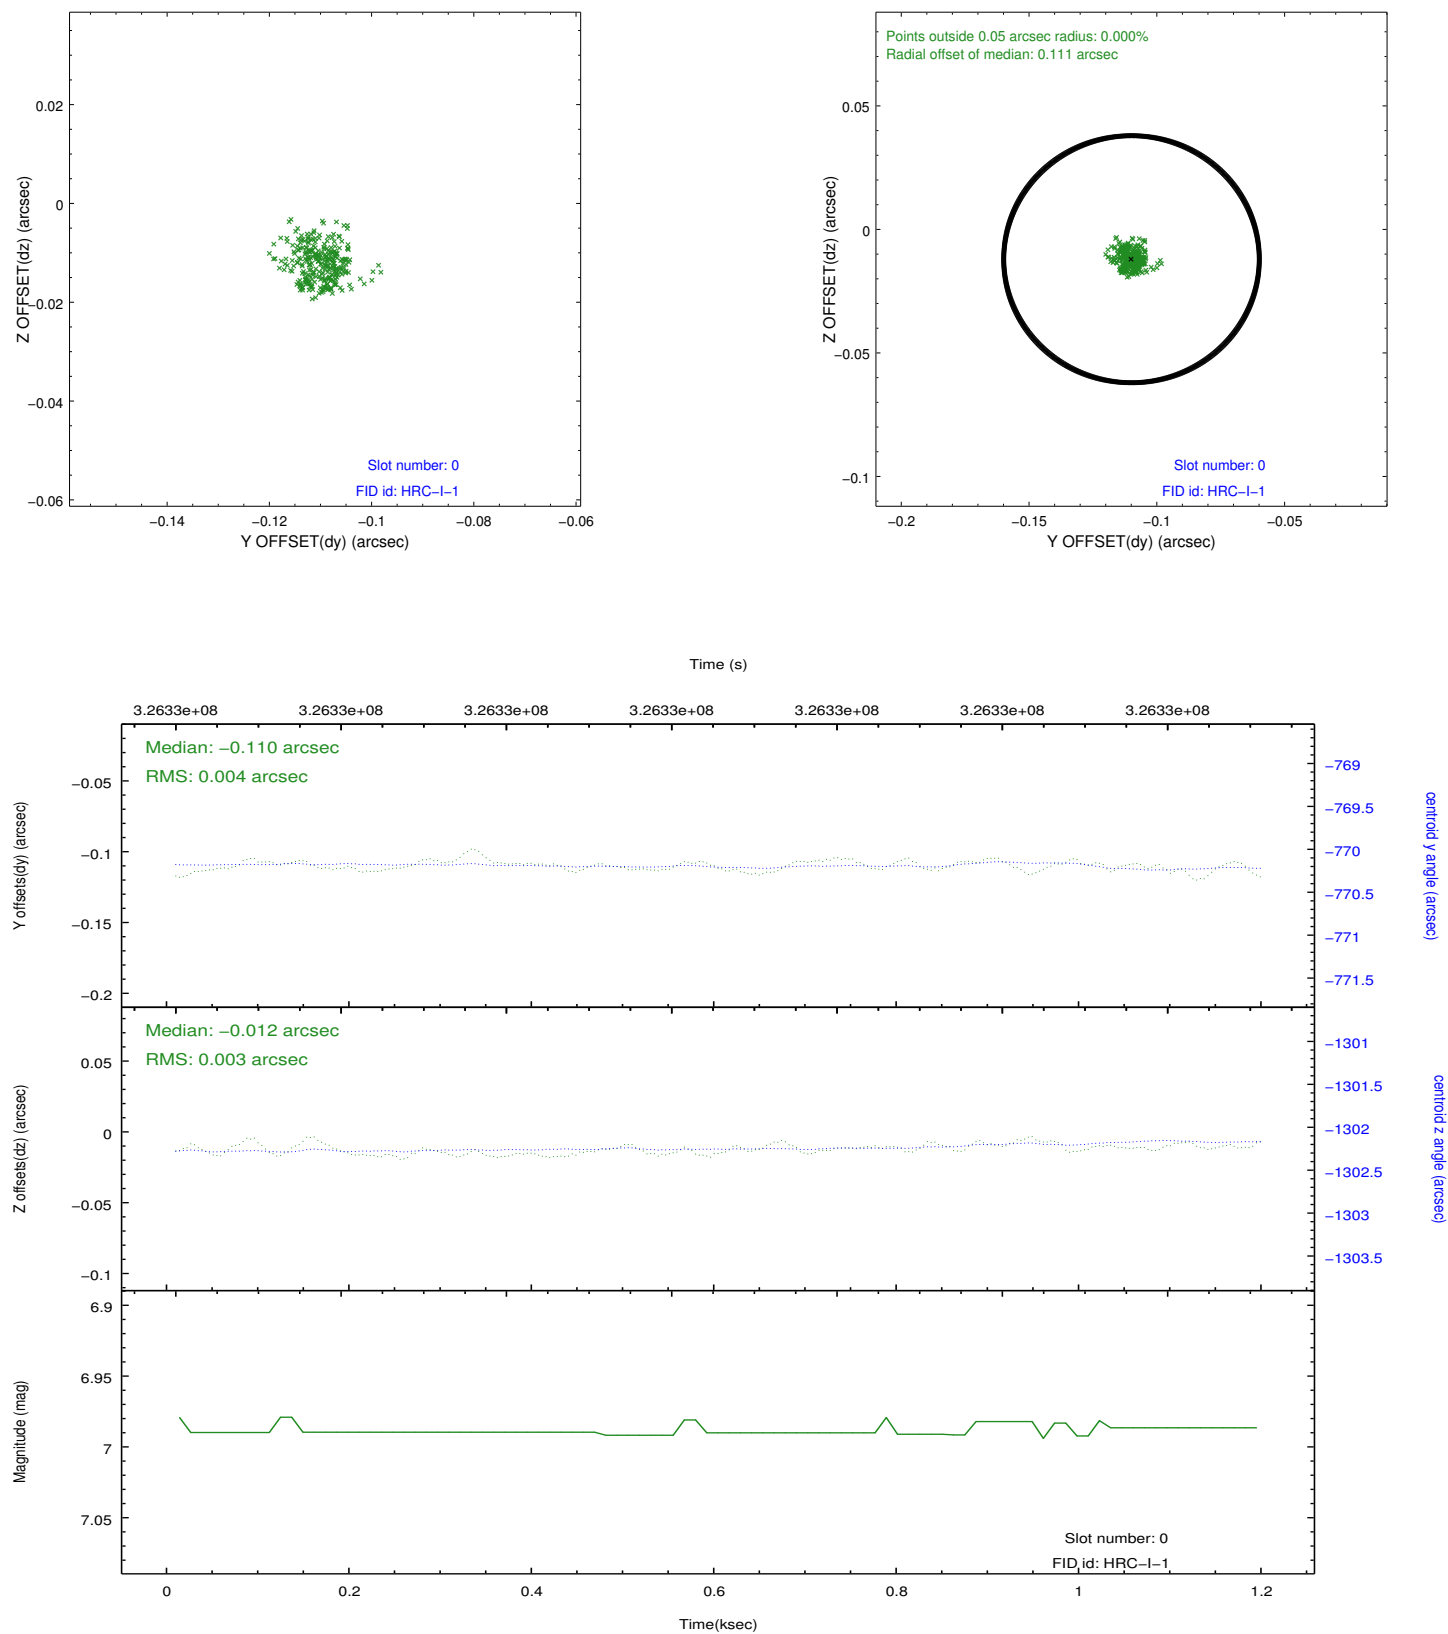 0.02
0
−0.02
−0.04
−0.06
Z OFFSET(dz) (arcsec)
Slot number: 0
FID id: HRC−I−1
−0.14
−0.12
−0.1
−0.08
−0.06
Y OFFSET(dy) (arcsec)
Points outside 0.05 arcsec radius: 0.000%
Radial offset of median: 0.111 arcsec
0.05
0
−0.05
−0.1
Z OFFSET(dz) (arcsec)
Slot number: 0
FID id: HRC−I−1
−0.2
−0.15
−0.1
−0.05
Y OFFSET(dy) (arcsec)
Time (s)
3.2633e+08 3.2633e+08 3.2633e+08 3.2633e+08 3.2633e+08 3.2633e+08 3.2633e+08
Median: −0.110 arcsec
RMS: 0.004 arcsec
−0.05
−0.1
−0.15
−0.2
Y offsets(dy) (arcsec)
−769
−769.5
−770
−770.5
−771
−771.5
centroid y angle (arcsec)
Median: −0.012 arcsec
RMS: 0.003 arcsec
0.05
0
−0.05
−0.1
Z offsets(dz) (arcsec)
−1301
−1301.5
−1302
−1302.5
−1303
−1303.5
centroid z angle (arcsec)
6.9
6.95
7
7.05
Magnitude (mag)
Slot number: 0
FID id: HRC−I−1
0 0.2 0.4 0.6 0.8 1 1.2
Time(ksec)